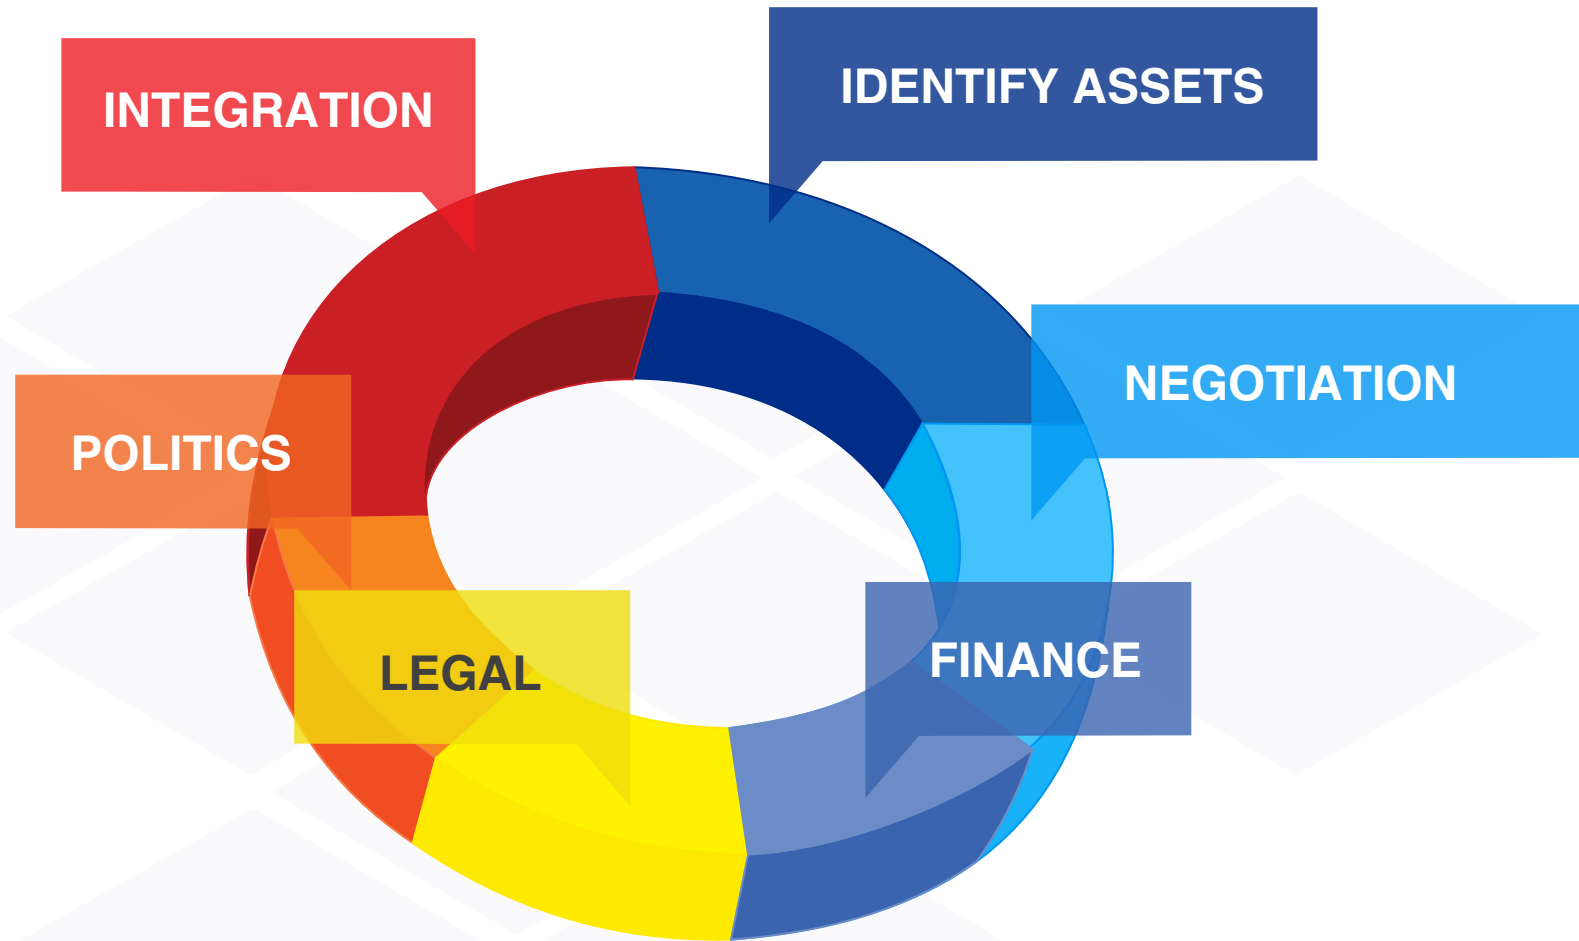 INTEGRATION
IDENTIFY ASSETS
NEGOTIATION
POLITICS
LEGAL
FINANCE